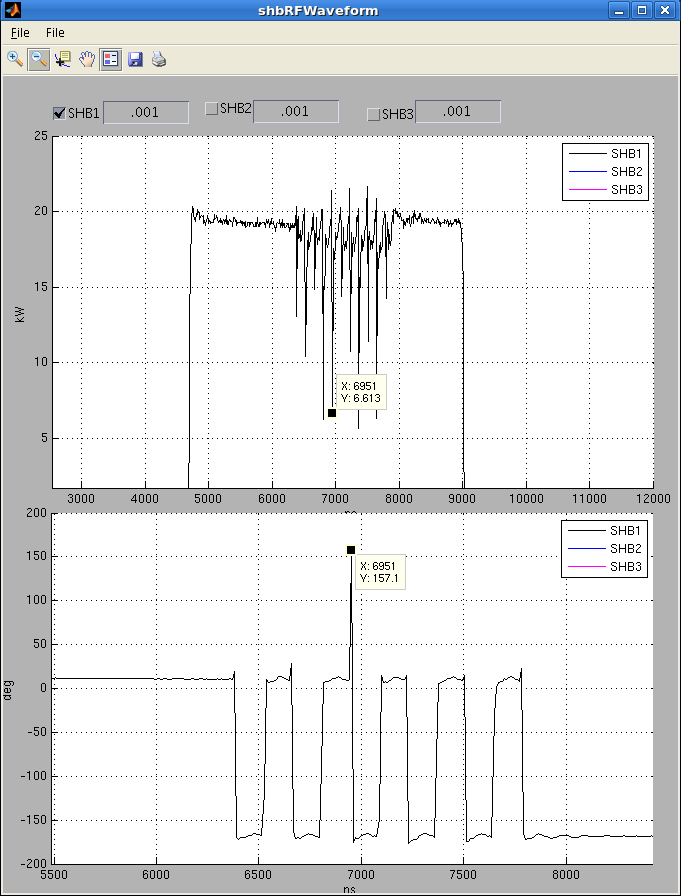 shbRFWaveform
File File
SHB1 .001 SHB2 .001 SHB3 .001
25
20
15
10
5
kW
SHB1
SHB2
SHB3
X: 6951
Y: 6.613
3000 4000 5000 6000 7000 8000 9000 10000 11000 12000
200
150
100
50
0
-50
-100
-150
-200
deg
SHB1
SHB2
SHB3
X: 6951
Y: 157.1
5500 6000 6500 7000 7500 8000
ns